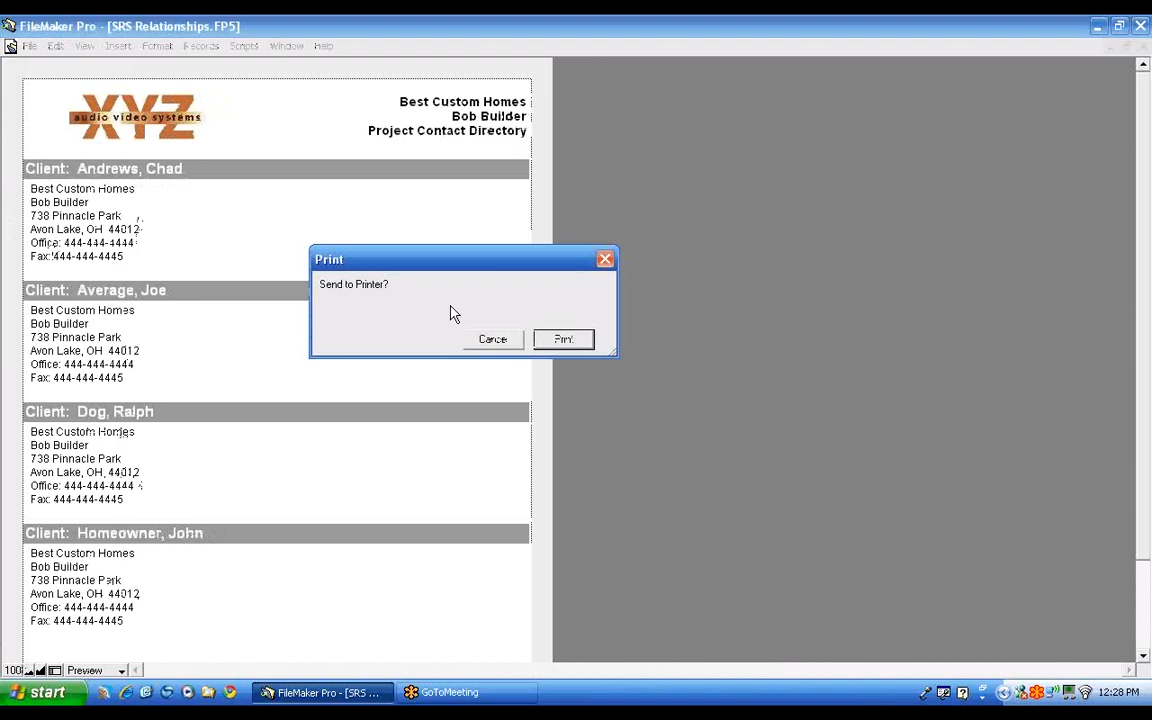 FileMaker Pro - [SRS Relationships.FP5]
File Edit View Insert Format Records Scripts Window Help
XYZ
audio video systems
Best Custom Homes
Bob Builder
Project Contact Directory
Client: Andrews, Chad
Best Custom Homes
Bob Builder
738 Pinnacle Park
Avon Lake, OH 44012
Office: 444-444-4444
Fax: 444-444-4445
Client: Average, Joe
Best Custom Homes
Bob Builder
738 Pinnacle Park
Avon Lake, OH 44012
Office: 444-444-4444
Fax: 444-444-4445
Client: Dog, Ralph
Best Custom Homes
Bob Builder
738 Pinnacle Park
Avon Lake, OH 44012
Office: 444-444-4444
Fax: 444-444-4445
Client: Homeowner, John
Best Custom Homes
Bob Builder
738 Pinnacle Park
Avon Lake, OH 44012
Office: 444-444-4444
Fax: 444-444-4445
Print
Send to Printer?
Cancel Print
100 Preview
start FileMaker Pro - [SRS ... GoToMeeting 12:28 PM